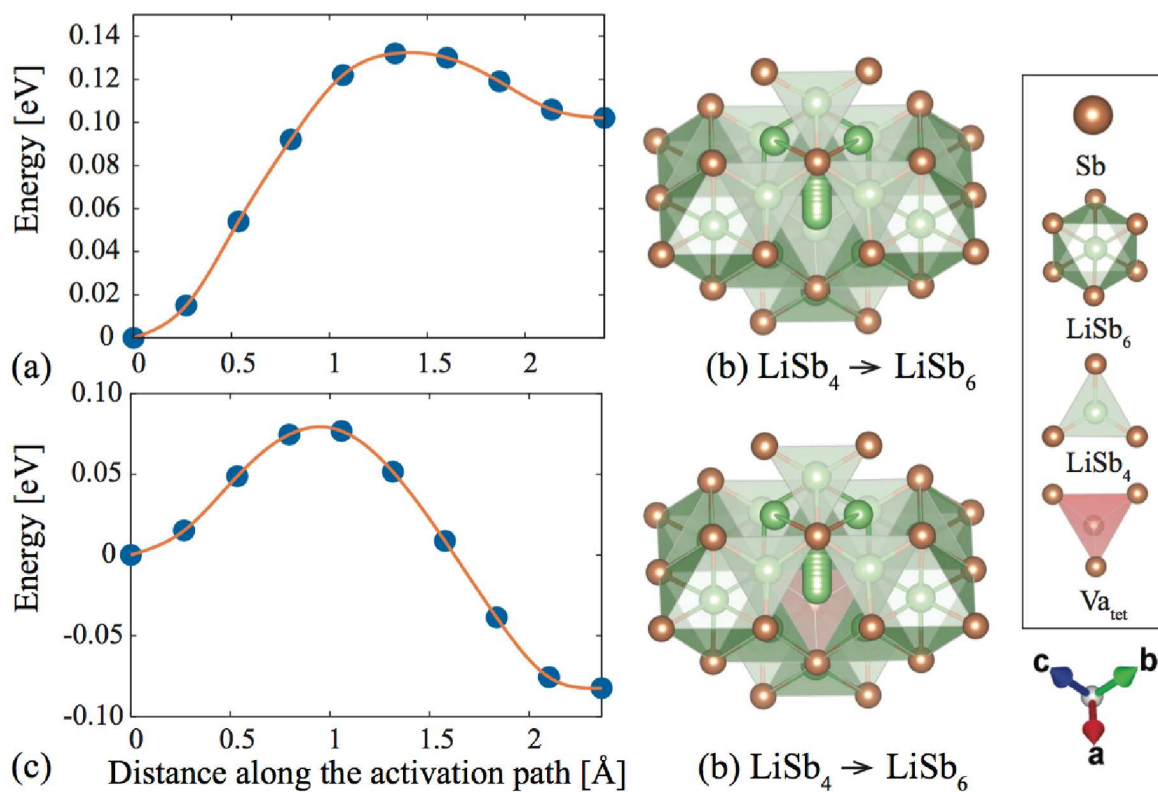 0.14
0.12
0.10
0.08
0.06
0.04
0.02
0
Energy [eV]
0 0.5 1 1.5 2
(a)
(b) LiSb4 → LiSb6
0.10
0.05
0
-0.05
-0.10
Energy [eV]
0 0.5 1 1.5 2
(c) Distance along the activation path [Å]
(b) LiSb4 → LiSb6
Sb
LiSb6
LiSb4
Vatet
c b
a